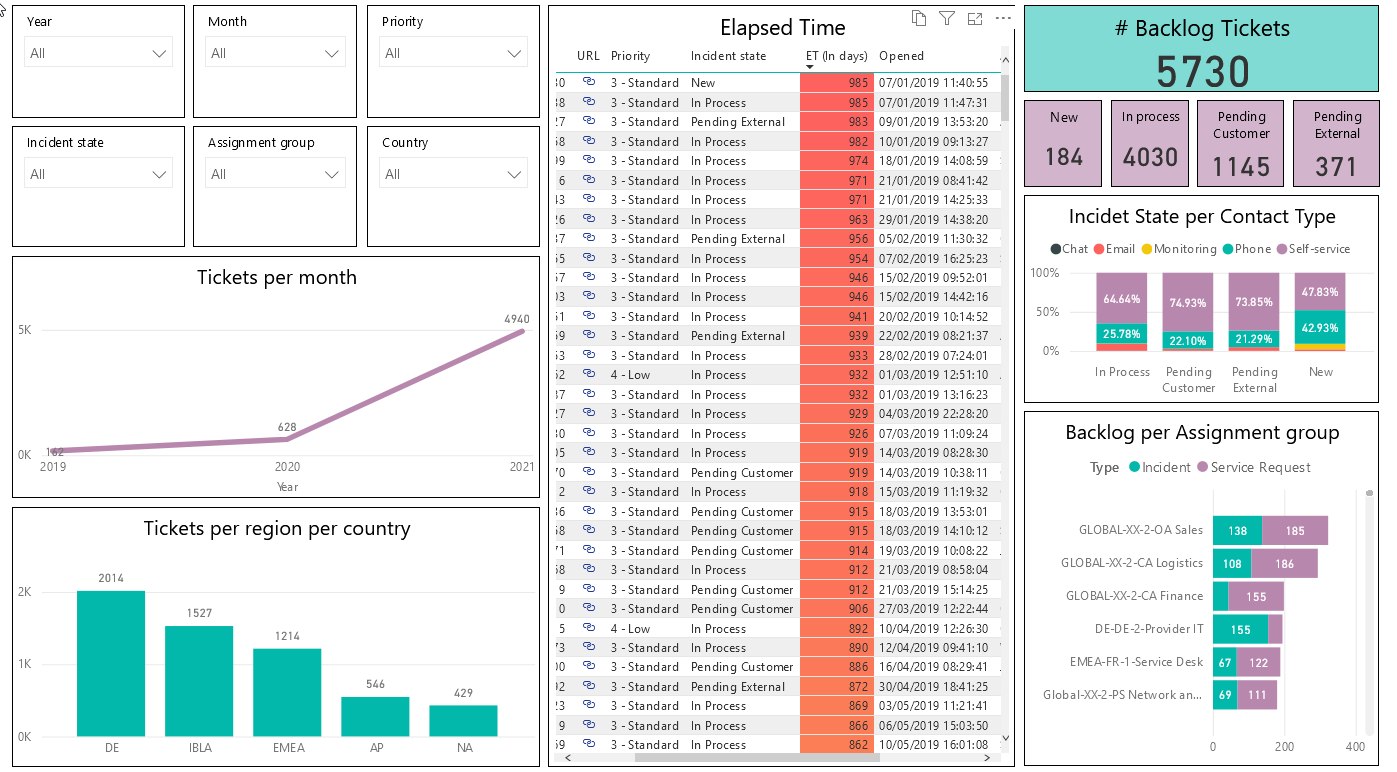 Year
All
Month
All
Priority
All
Incident state
All
Assignment group
All
Country
All
Tickets per month
5K
0K
162
628
4940
2019
2020
2021
Year
Tickets per region per country
2K
1K
0K
2014
1527
1214
546
429
DE
IBLA
EMEA
AP
NA
Elapsed Time
URL Priority Incident state ET (In days) Opened
30 3 - Standard New 985 07/01/2019 11:40:55
38 3 - Standard In Process 985 07/01/2019 11:47:31
27 3 - Standard Pending External 983 09/01/2019 13:53:20
58 3 - Standard In Process 982 10/01/2019 09:13:27
99 3 - Standard In Process 974 18/01/2019 14:08:59
6 3 - Standard In Process 971 21/01/2019 08:41:42
43 3 - Standard In Process 971 21/01/2019 14:25:33
26 3 - Standard In Process 963 29/01/2019 14:38:20
37 3 - Standard Pending External 956 05/02/2019 11:30:32
55 3 - Standard In Process 954 07/02/2019 16:25:23
57 3 - Standard In Process 946 15/02/2019 09:52:01
03 3 - Standard In Process 946 15/02/2019 14:42:16
51 3 - Standard In Process 941 20/02/2019 10:14:52
59 3 - Standard Pending External 939 22/02/2019 08:21:37
53 3 - Standard In Process 933 28/02/2019 07:24:01
52 4 - Low In Process 932 01/03/2019 12:51:10
37 3 - Standard In Process 932 01/03/2019 13:16:23
27 3 - Standard In Process 929 04/03/2019 22:28:20
30 3 - Standard In Process 926 07/03/2019 11:09:24
05 3 - Standard In Process 919 14/03/2019 08:28:30
70 3 - Standard Pending Customer 919 14/03/2019 10:38:11
2 3 - Standard In Process 918 15/03/2019 11:19:32
36 3 - Standard Pending Customer 915 18/03/2019 13:53:01
58 3 - Standard Pending Customer 915 18/03/2019 14:10:12
71 3 - Standard Pending Customer 914 19/03/2019 10:08:22
58 3 - Standard In Process 912 21/03/2019 08:58:04
9 3 - Standard Pending Customer 912 21/03/2019 15:14:25
0 3 - Standard Pending Customer 906 27/03/2019 12:22:44
5 4 - Low In Process 892 10/04/2019 12:26:30
73 3 - Standard In Process 890 12/04/2019 09:41:10
00 3 - Standard Pending Customer 886 16/04/2019 08:29:41
02 3 - Standard Pending External 872 30/04/2019 18:41:25
23 3 - Standard In Process 869 03/05/2019 11:21:41
9 3 - Standard In Process 866 06/05/2019 15:03:50
59 3 - Standard In Process 862 10/05/2019 16:01:08
# Backlog Tickets
5730
New
184
In process
4030
Pending
Customer
1145
Pending
External
371
Incidet State per Contact Type
Chat Email Monitoring Phone Self-service
100%
50%
0%
64.64% 74.93% 73.85% 47.83%
25.78% 22.10% 21.29% 42.93%
In Process
Pending
Customer
Pending
External
New
Backlog per Assignment group
Type Incident Service Request
GLOBAL-XX-2-OA Sales 138 185
GLOBAL-XX-2-CA Logistics 108 186
GLOBAL-XX-2-CA Finance 155
DE-DE-2-Provider IT 155
EMEA-FR-1-Service Desk 67 122
Global-XX-2-PS Network an... 69 111
0 200 400